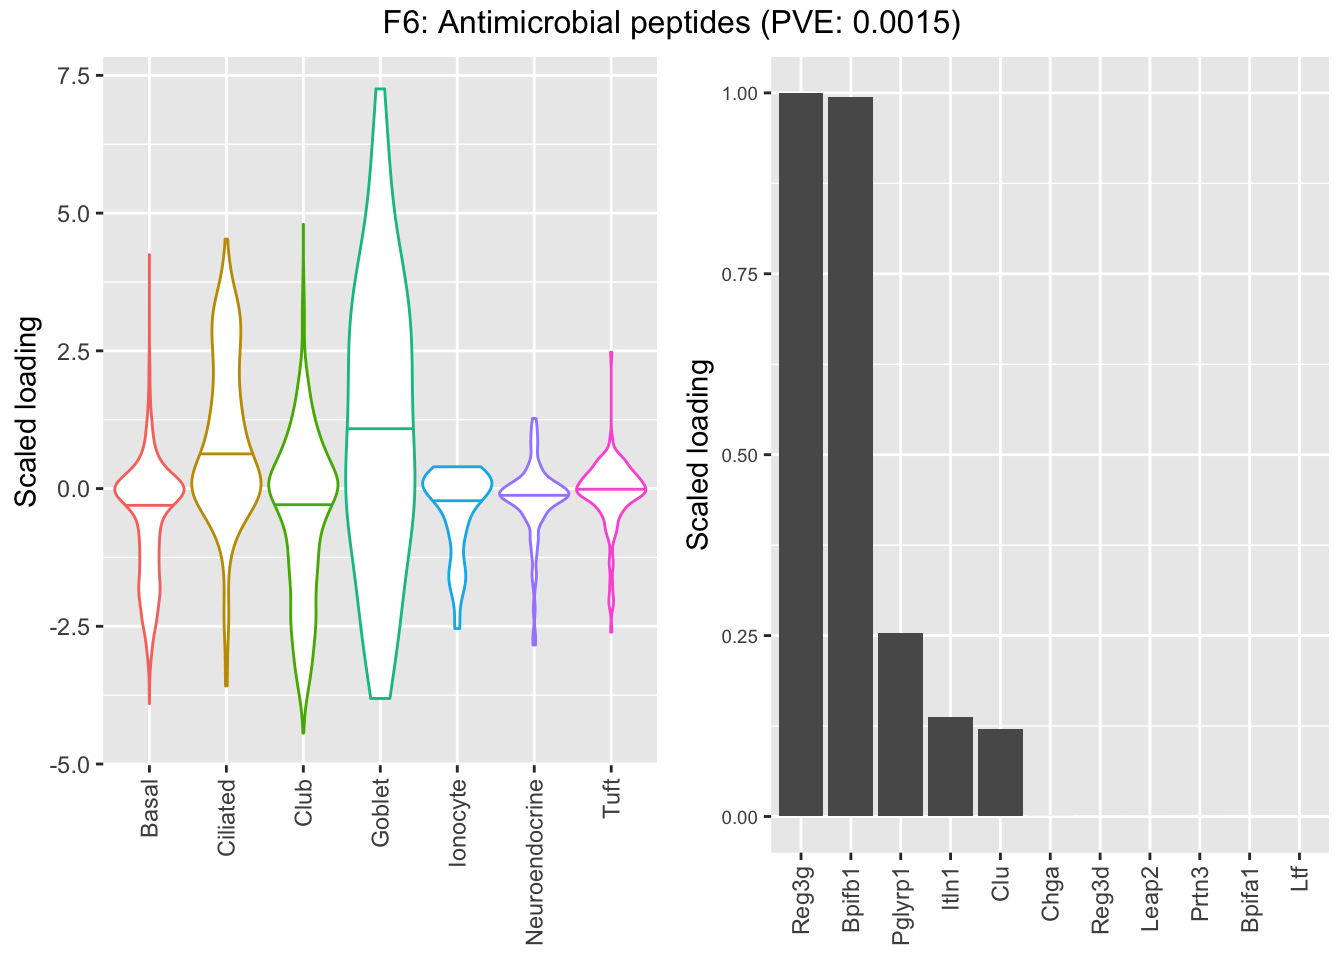 F6: Antimicrobial peptides (PVE: 0.0015)
Scaled loading
7.5
5.0
2.5
0.0
-2.5
-5.0
Basal
Ciliated
Club
Goblet
Ionocyte
Neuroendocrine
Tuft
Scaled loading
1.00
0.75
0.50
0.25
0.00
Reg3g
Bpifb1
Pglyrp1
Itln1
Clu
Chga
Reg3d
Leap2
Prtn3
Bpifa1
Ltf